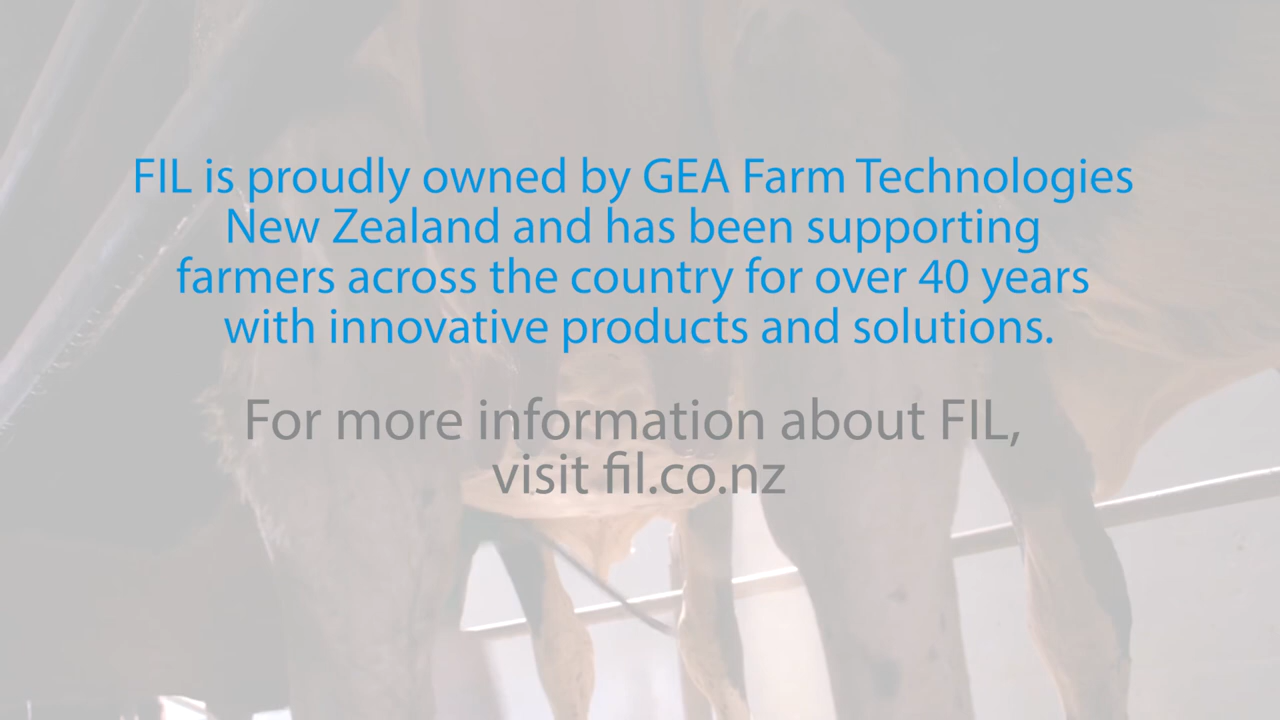 FIL is proudly owned by GEA Farm Technologies
New Zealand and has been supporting
farmers across the country for over 40 years
with innovative products and solutions.
For more information about FIL,
visit fil.co.nz